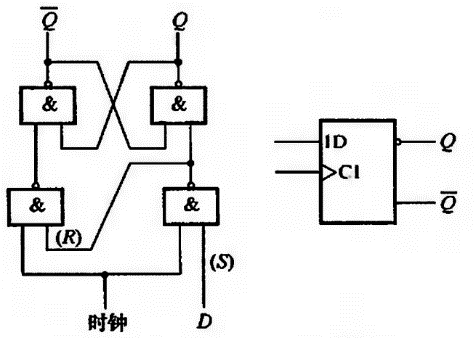 Q̅ Q
& &
& &
(R)
(S)
时钟 D
1D
C1
Q
Q̅